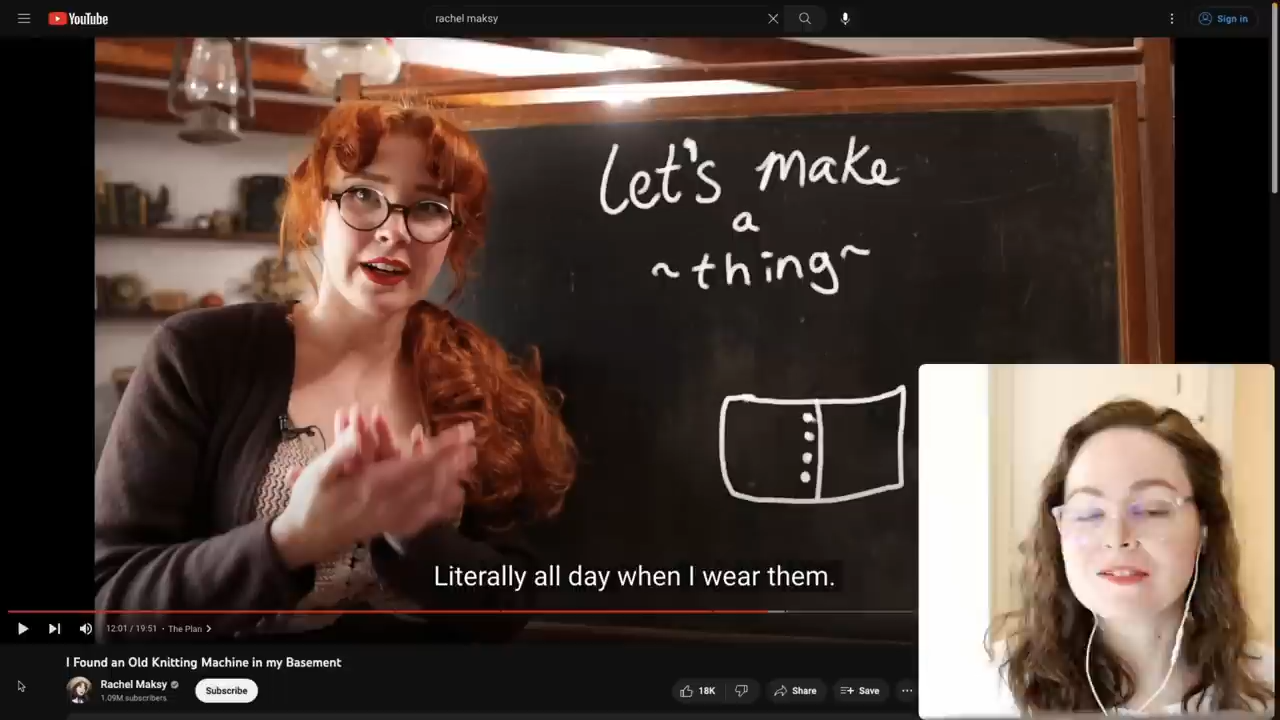 YouTube
rachel maksy
Sign in
Let's make
a
~thing~
Literally all day when I wear them.
12:01 / 19:51 • The Plan
I Found an Old Knitting Machine in my Basement
Rachel Maksy
1.09M subscribers
Subscribe
18K
Share
Save